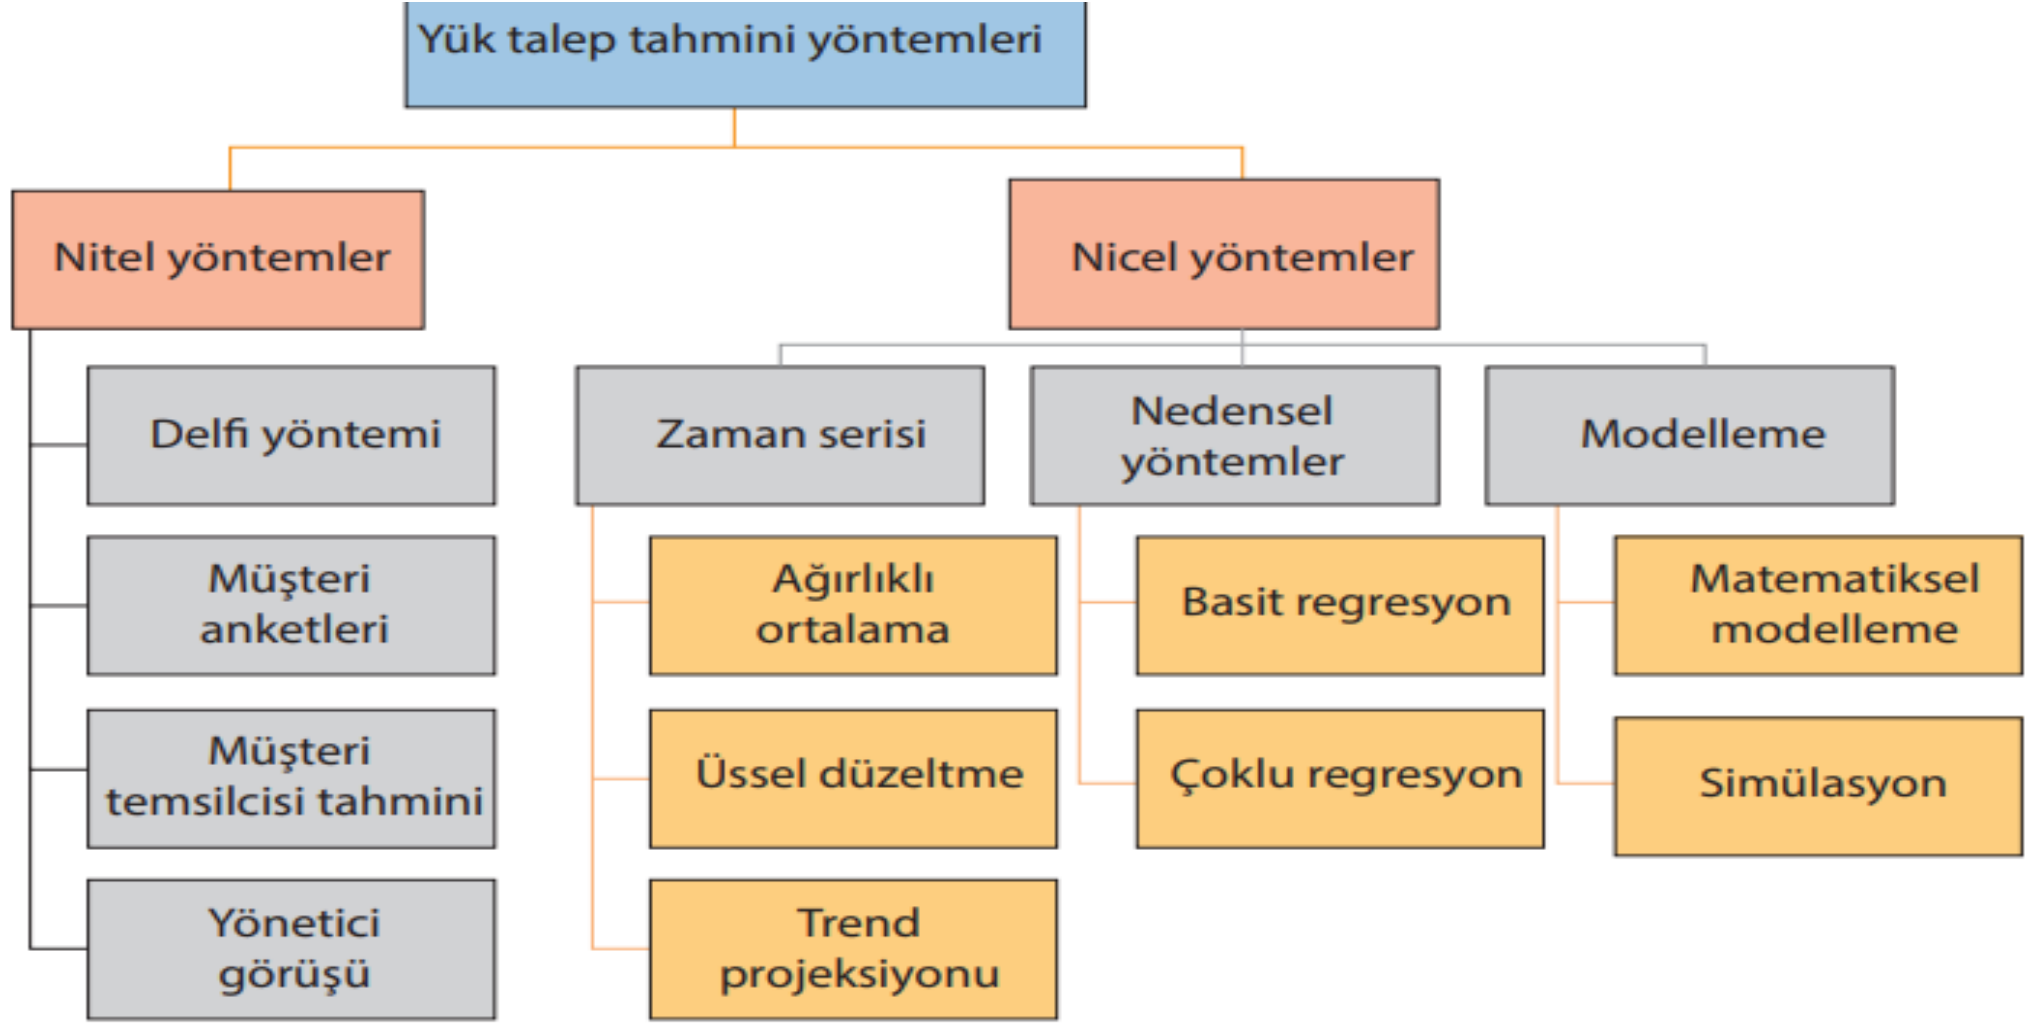 Yük talep tahmini yöntemleri
Nitel yöntemler
Nicel yöntemler
Delfi yöntemi
Müşteri
anketleri
Müşteri
temsilcisi tahmini
Yönetici
görüşü
Zaman serisi
Ağırlıklı
ortalama
Üssel düzeltme
Trend
projeksiyonu
Nedensel
yöntemler
Basit regresyon
Çoklu regresyon
Modelleme
Matematiksel
modelleme
Simülasyon